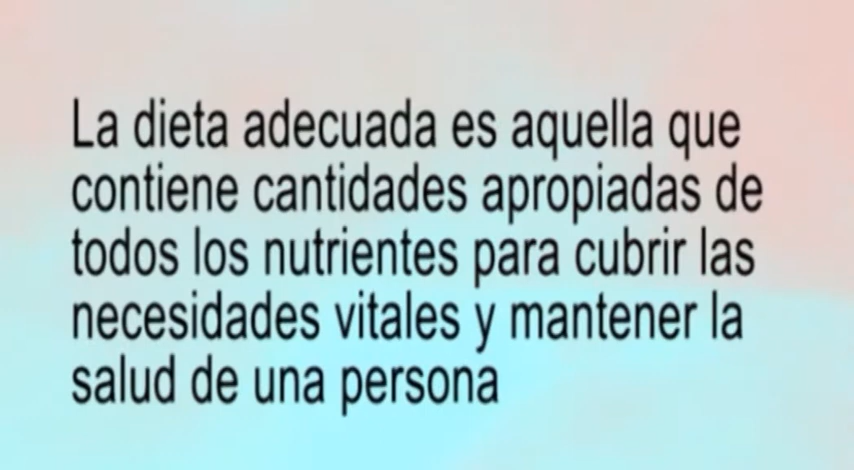 La dieta adecuada es aquella que
contiene cantidades apropiadas de
todos los nutrientes para cubrir las
necesidades vitales y mantener la
salud de una persona